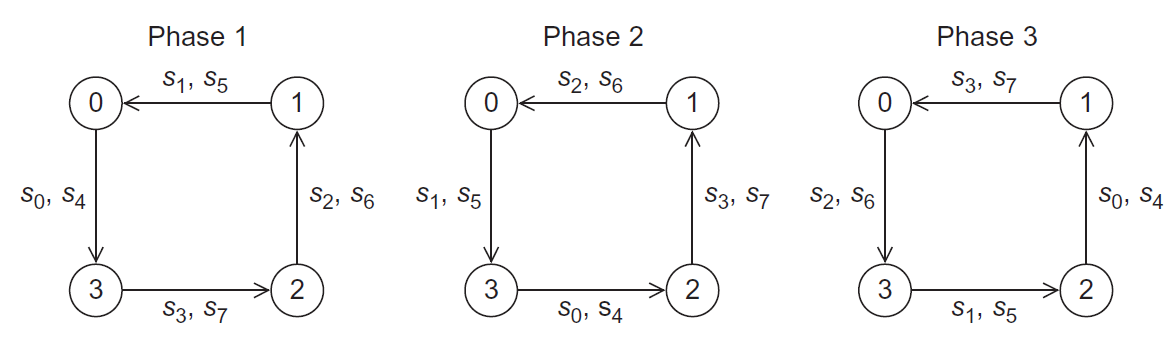 Phase 1 Phase 2 Phase 3
s1, s5 s2, s6 s3, s7
0 1 0 1 0 1
s0, s4 s2, s6 s1, s5 s3, s7 s2, s6 s0, s4
3 2 3 2 3 2
s3, s7 s0, s4 s1, s5